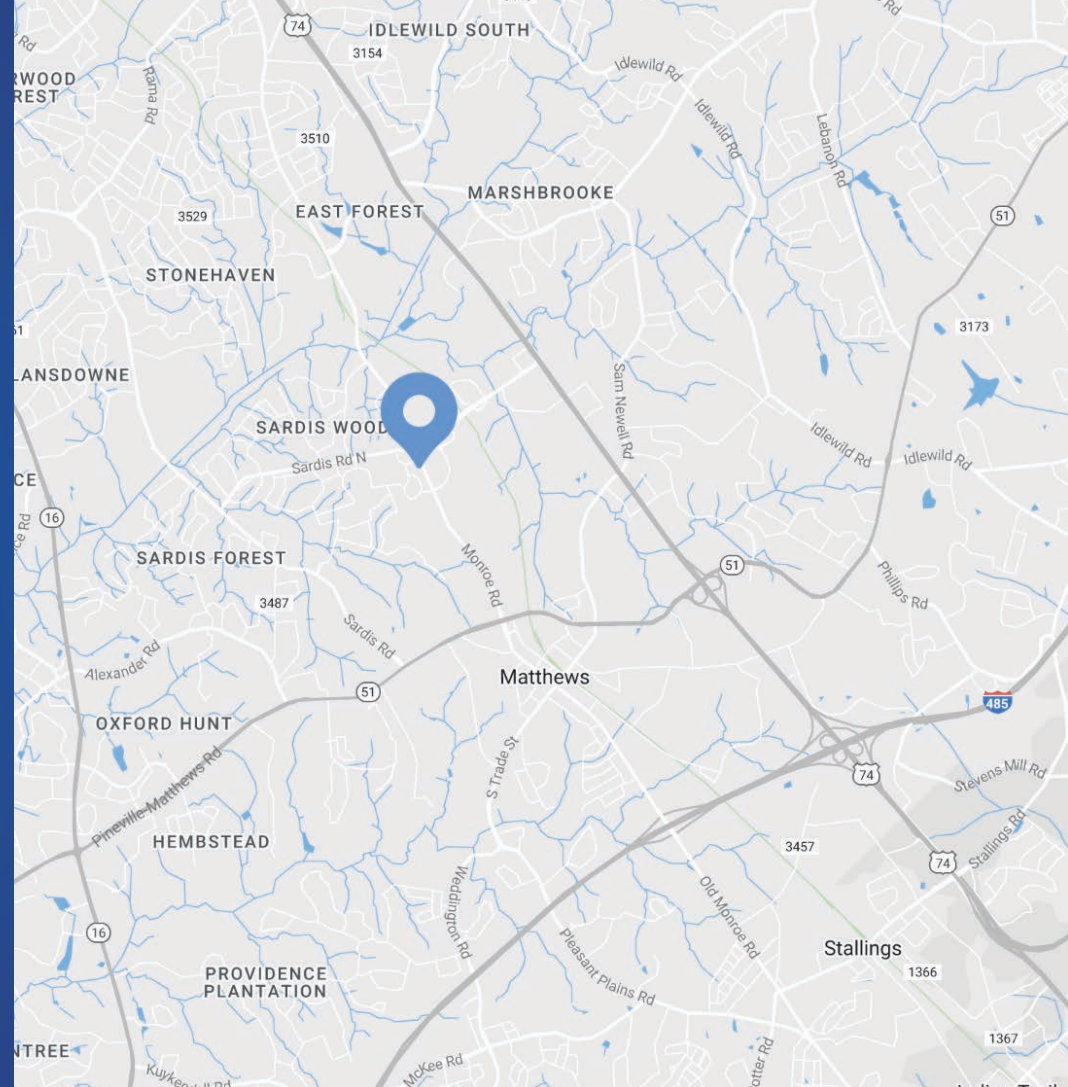 74
IDLEWILD SOUTH
Rd
Rd
3154
RWOOD
REST
Rama Rd
Idlewild Rd
Idlewild Rd
Lebanon Rd
3510
MARSHBROOKE
3529
EAST FOREST
51
STONEHAVEN
3173
LANSDOWNE
Sam Newell Rd
SARDIS WOOD
Idlewild Rd
Idlewild Rd
Sardis Rd N
CE
16
Monroe Rd
SARDIS FOREST
51
Phillips Rd
3487
Sardis Rd
Alexander Rd
Matthews
51
485
OXFORD HUNT
S Trade St
74
Stevens Mill Rd
Pineville-Matthews Rd
HEMBSTEAD
3457
Stallings Rd
74
Weddington Rd
Old Monroe Rd
16
Pleasant Plains Rd
Stallings
PROVIDENCE
PLANTATION
1366
1367
NTREE
McKee Rd
otter Rd